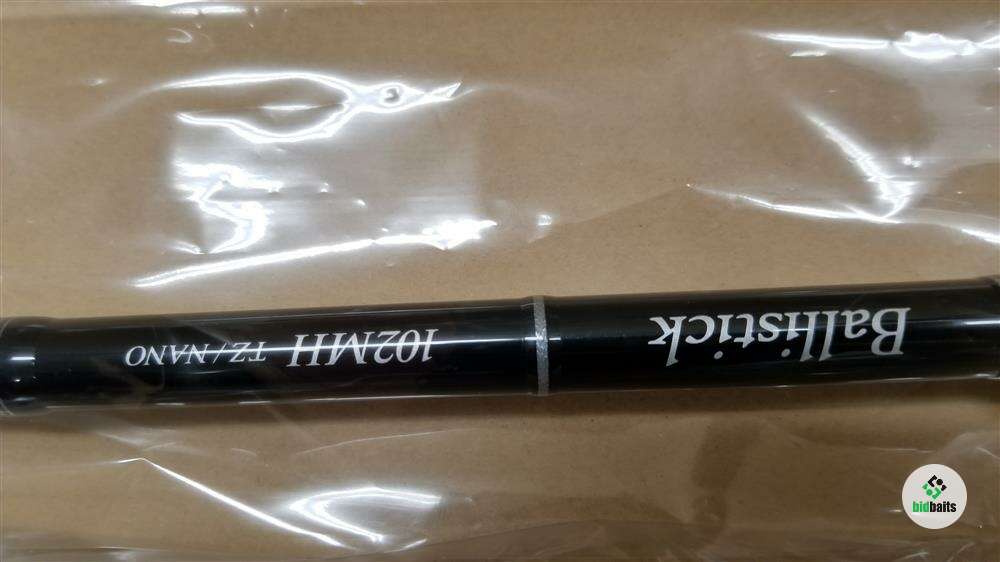 Ballistick
102MH TZ/NANO
bidbaits